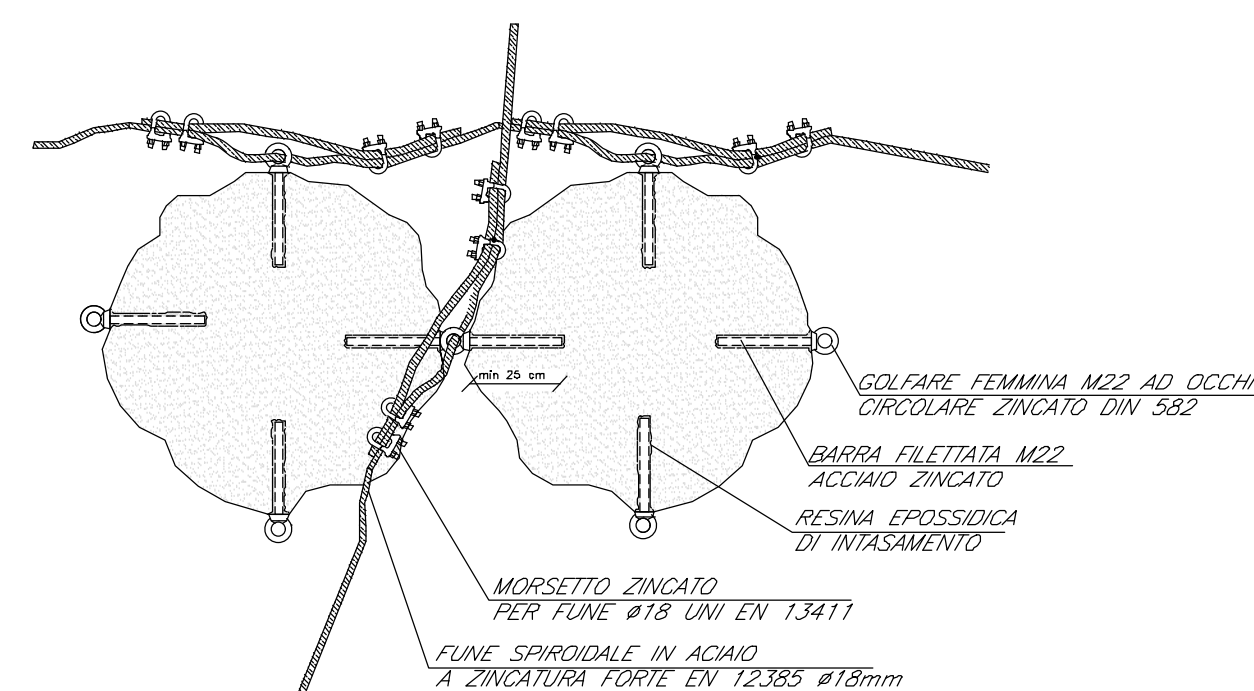 min 25 cm
GOLFARE FEMMINA M22 AD OCCHI
CIRCOLARE ZINCATO DIN 582
BARRA FILETTATA M22
ACCIAIO ZINCATO
RESINA EPOSSIDICA
DI INTASAMENTO
MORSETTO ZINCATO
PER FUNE ø18 UNI EN 13411
FUNE SPIROIDALE IN ACIAIO
A ZINCATURA FORTE EN 12385 ø18mm